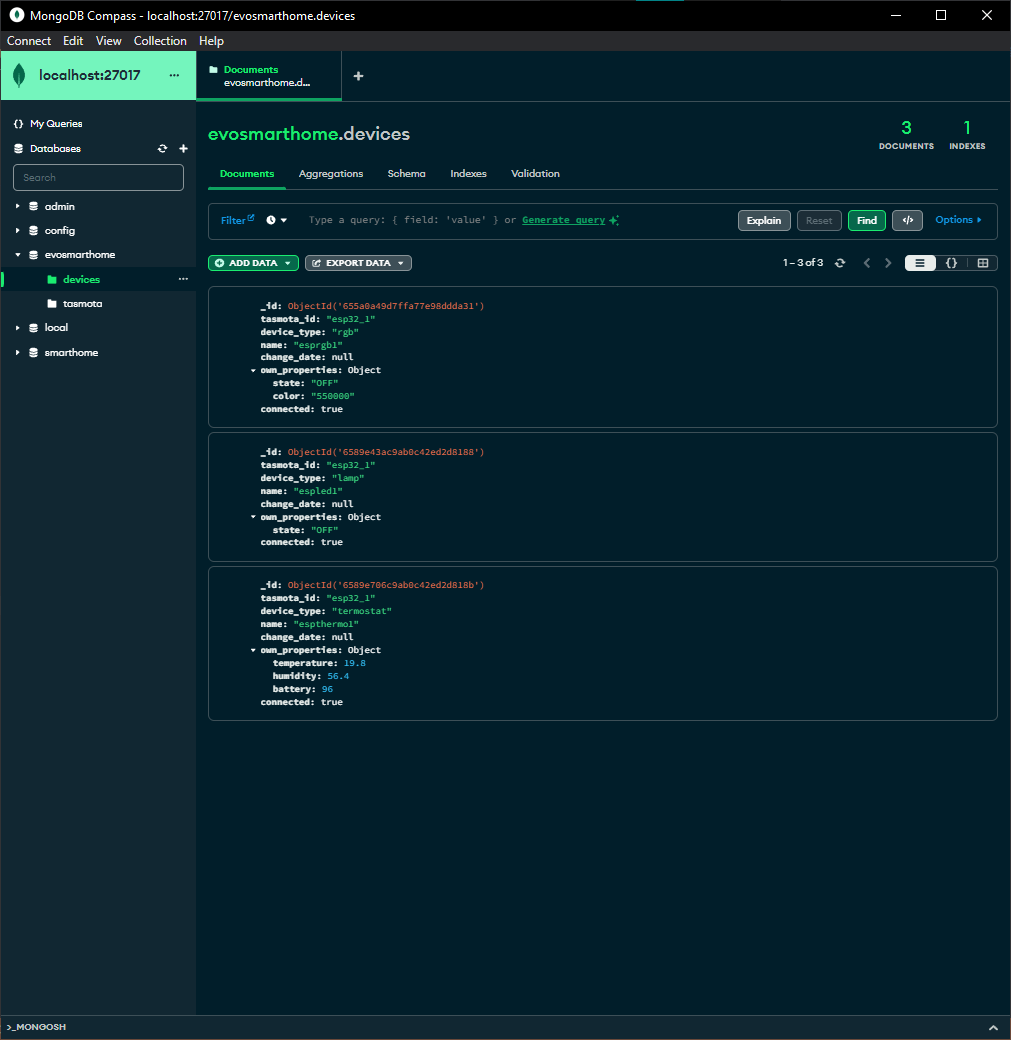 MongoDB Compass - localhost:27017/evosmarthome.devices
Connect Edit View Collection Help
localhost:27017 ...
Documents
evosmarthome.d...
{} My Queries
Databases
Search
admin
config
evosmarthome
devices ...
tasmota
local
smarthome
evosmarthome.devices
3
DOCUMENTS
1
INDEXES
Documents Aggregations Schema Indexes Validation
Filter Type a query: { field: 'value' } or Generate query Explain Reset Find </> Options
ADD DATA EXPORT DATA 1 – 3 of 3 {}
_id: ObjectId('655a0a49d7ffa77e98ddda31')
tasmota_id: "esp32_1"
device_type: "rgb"
name: "esprgb1"
change_date: null
own_properties: Object
state: "OFF"
color: "550000"
connected: true
_id: ObjectId('6589e43ac9ab0c42ed2d8188')
tasmota_id: "esp32_1"
device_type: "lamp"
name: "espled1"
change_date: null
own_properties: Object
state: "OFF"
connected: true
_id: ObjectId('6589e706c9ab0c42ed2d818b')
tasmota_id: "esp32_1"
device_type: "termostat"
name: "espthermo1"
change_date: null
own_properties: Object
temperature: 19.8
humidity: 56.4
battery: 96
connected: true
>_MONGOSH